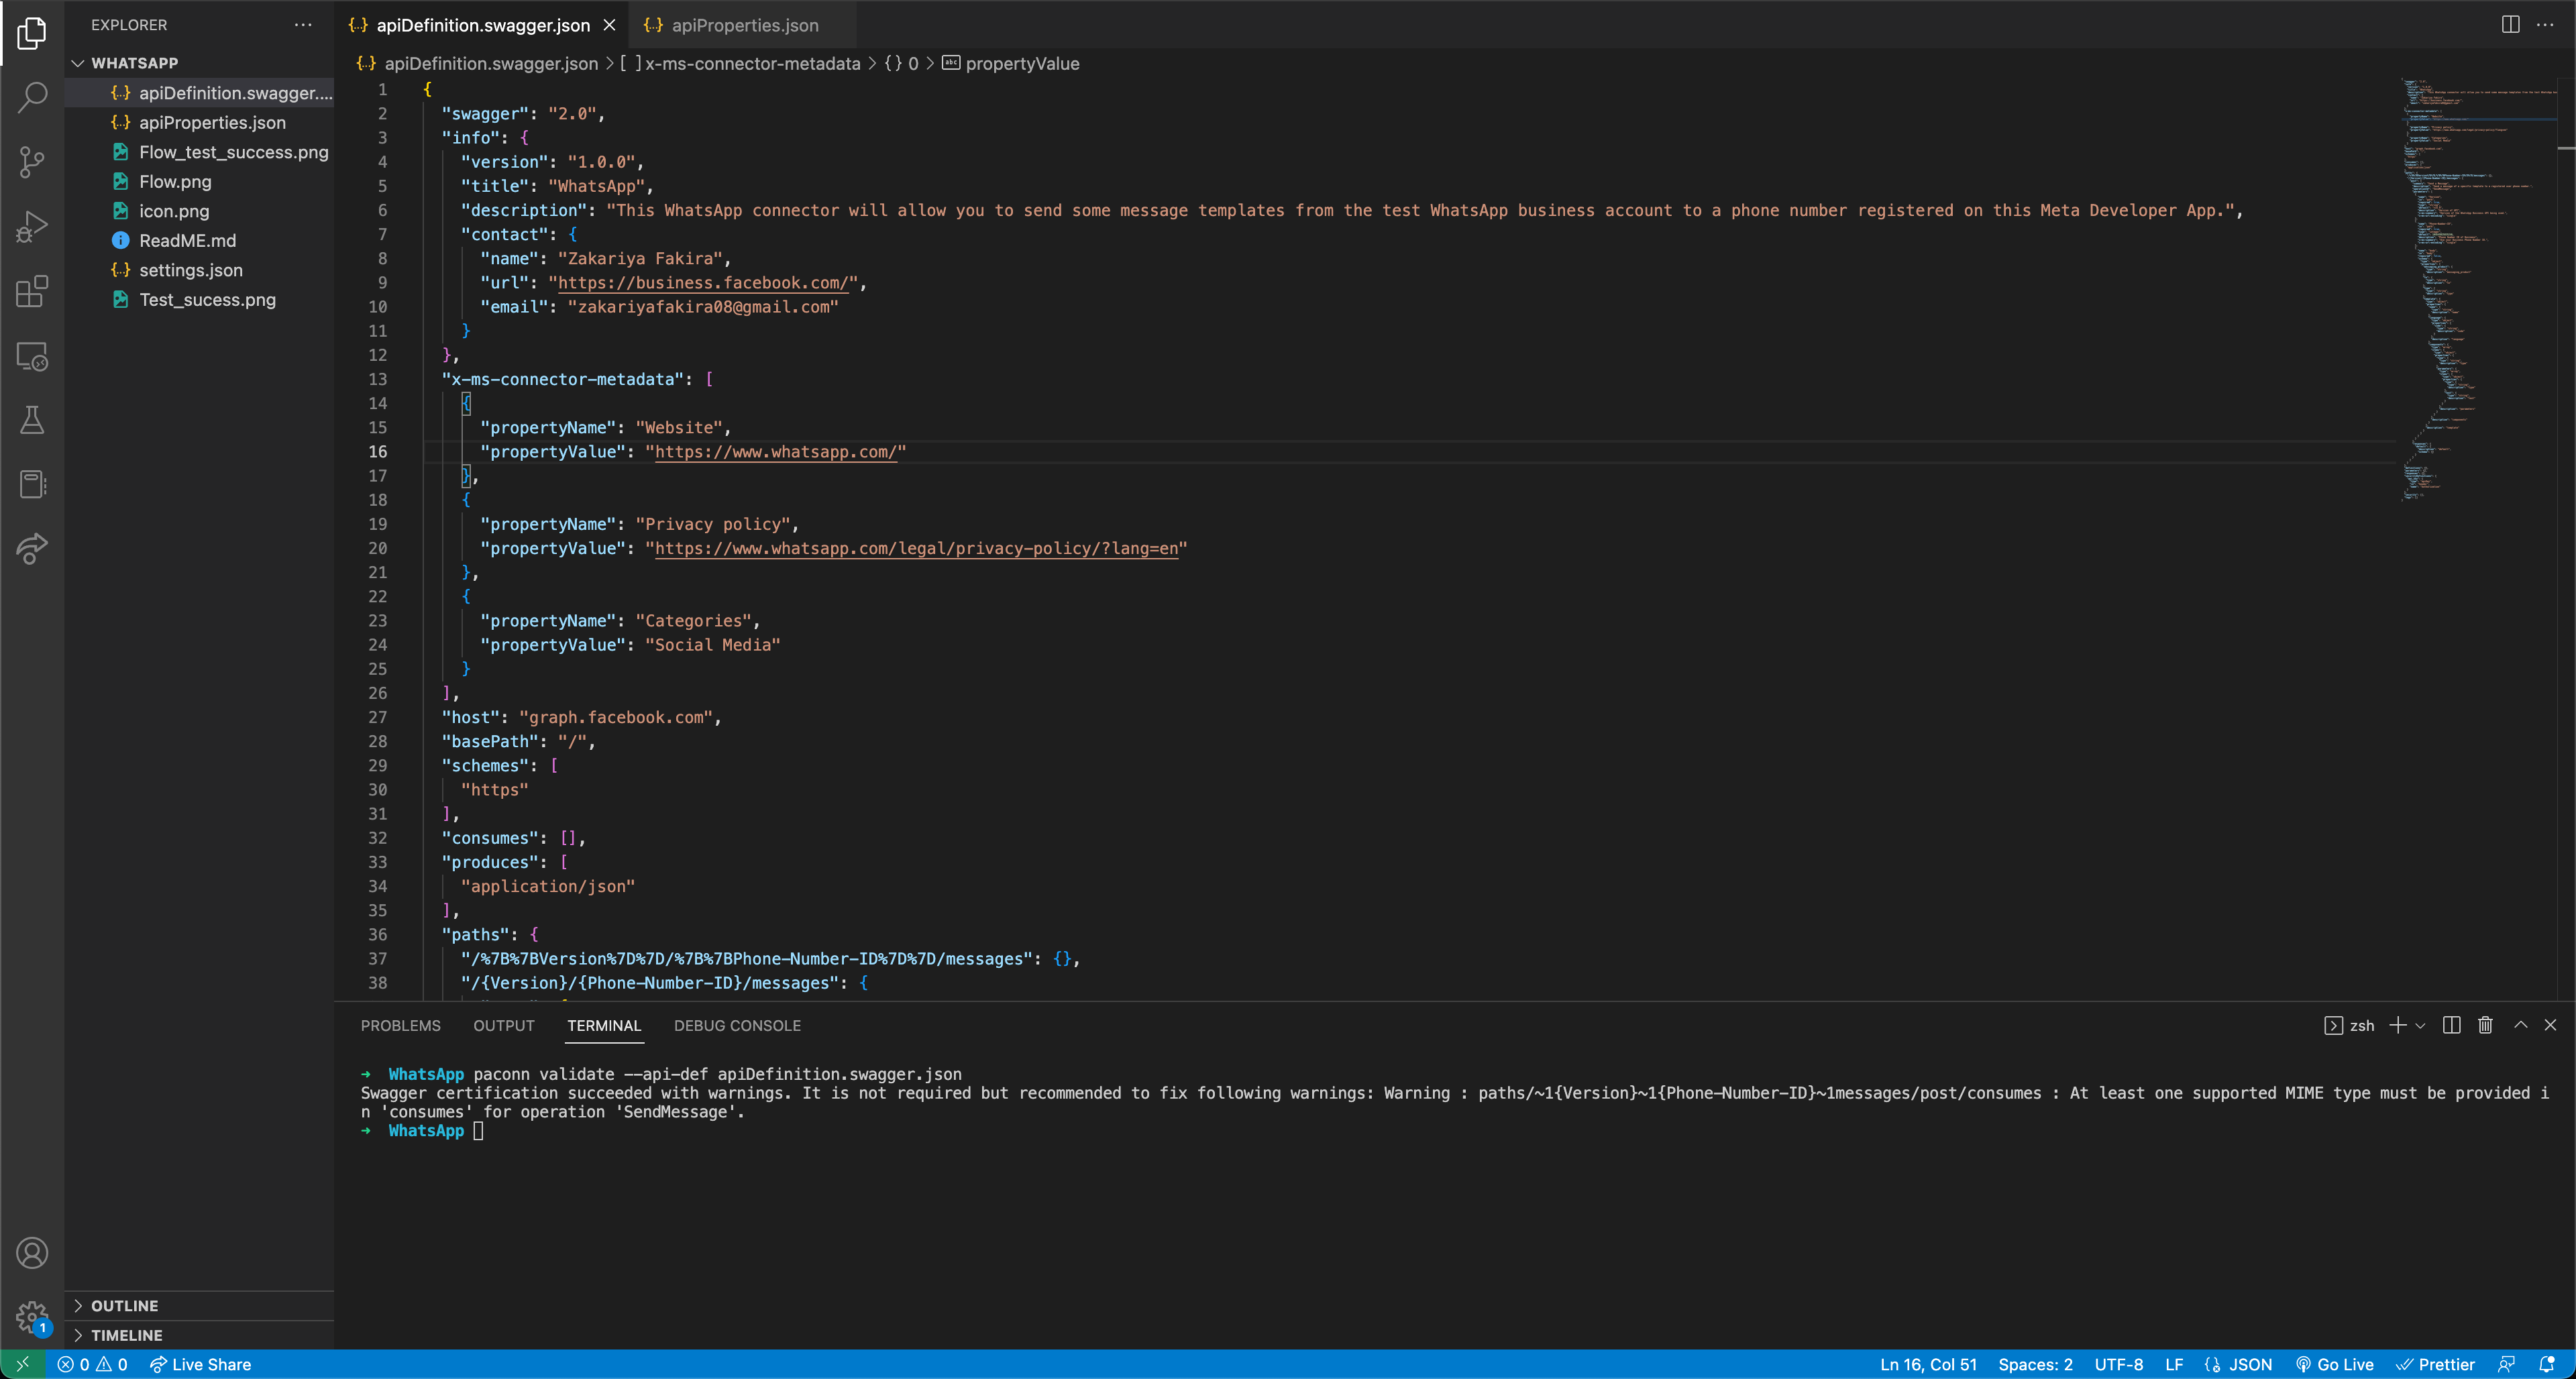 EXPLORER
WHATSAPP
apiDefinition.swagger....
apiProperties.json
Flow_test_success.png
Flow.png
icon.png
ReadME.md
settings.json
Test_sucess.png
OUTLINE
TIMELINE
apiDefinition.swagger.json
apiProperties.json
apiDefinition.swagger.json > [ ] x-ms-connector-metadata > {} 0 > abc propertyValue
1 {
2 "swagger": "2.0",
3 "info": {
4 "version": "1.0.0",
5 "title": "WhatsApp",
6 "description": "This WhatsApp connector will allow you to send some message templates from the test WhatsApp business account to a phone number registered on this Meta Developer App.",
7 "contact": {
8 "name": "Zakariya Fakira",
9 "url": "https://business.facebook.com/",
10 "email": "zakariyafakira08@gmail.com"
11 }
12 },
13 "x-ms-connector-metadata": [
14 {
15 "propertyName": "Website",
16 "propertyValue": "https://www.whatsapp.com/"
17 },
18 {
19 "propertyName": "Privacy policy",
20 "propertyValue": "https://www.whatsapp.com/legal/privacy-policy/?lang=en"
21 },
22 {
23 "propertyName": "Categories",
24 "propertyValue": "Social Media"
25 }
26 ],
27 "host": "graph.facebook.com",
28 "basePath": "/",
29 "schemes": [
30 "https"
31 ],
32 "consumes": [],
33 "produces": [
34 "application/json"
35 ],
36 "paths": {
37 "/%7B%7BVersion%7D%7D/%7B%7BPhone-Number-ID%7D%7D/messages": {},
38 "/{Version}/{Phone-Number-ID}/messages": {
PROBLEMS OUTPUT TERMINAL DEBUG CONSOLE
zsh
→ WhatsApp paconn validate --api-def apiDefinition.swagger.json
Swagger certification succeeded with warnings. It is not required but recommended to fix following warnings: Warning : paths/~1{Version}~1{Phone-Number-ID}~1messages/post/consumes : At least one supported MIME type must be provided i
n 'consumes' for operation 'SendMessage'.
→ WhatsApp
1
0 0 Live Share
Ln 16, Col 51 Spaces: 2 UTF-8 LF JSON Go Live Prettier